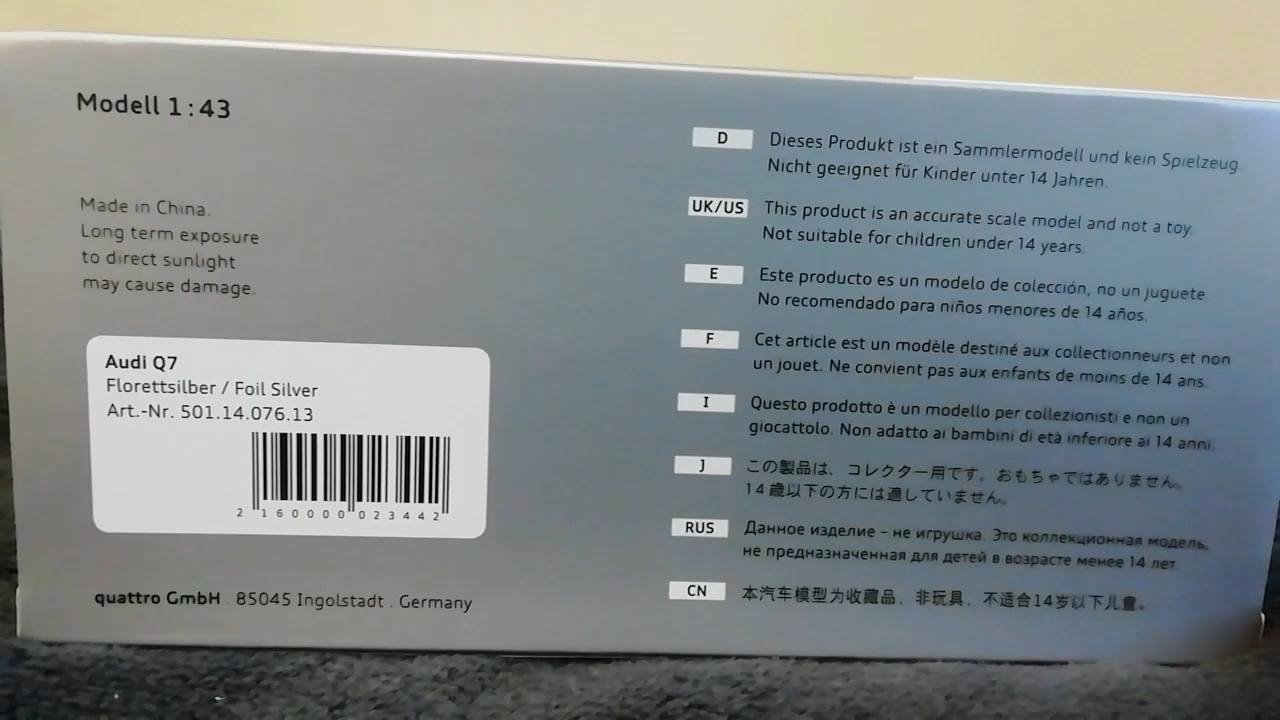 Modell 1:43
Made in China.
Long term exposure
to direct sunlight
may cause damage.
Audi Q7
Florettsilber / Foil Silver
Art.-Nr. 501.14.076.13
2 160000 023442
quattro GmbH . 85045 Ingolstadt . Germany
D
Dieses Produkt ist ein Sammlermodell und kein Spielzeug.
Nicht geeignet für Kinder unter 14 Jahren.
UK/US
This product is an accurate scale model and not a toy.
Not suitable for children under 14 years.
E
Este producto es un modelo de colección, no un juguete.
No recomendado para niños menores de 14 años.
F
Cet article est un modèle destiné aux collectionneurs et non
un jouet. Ne convient pas aux enfants de moins de 14 ans.
I
Questo prodotto è un modello per collezionisti e non un
giocattolo. Non adatto ai bambini di età inferiore ai 14 anni.
J
この製品は、コレクター用です。おもちゃではありません。
14歳以下の方には適していません。
RUS
Данное изделие – не игрушка. Это коллекционная модель,
не предназначенная для детей в возрасте менее 14 лет.
CN
本汽车模型为收藏品，非玩具，不适合14岁以下儿童。